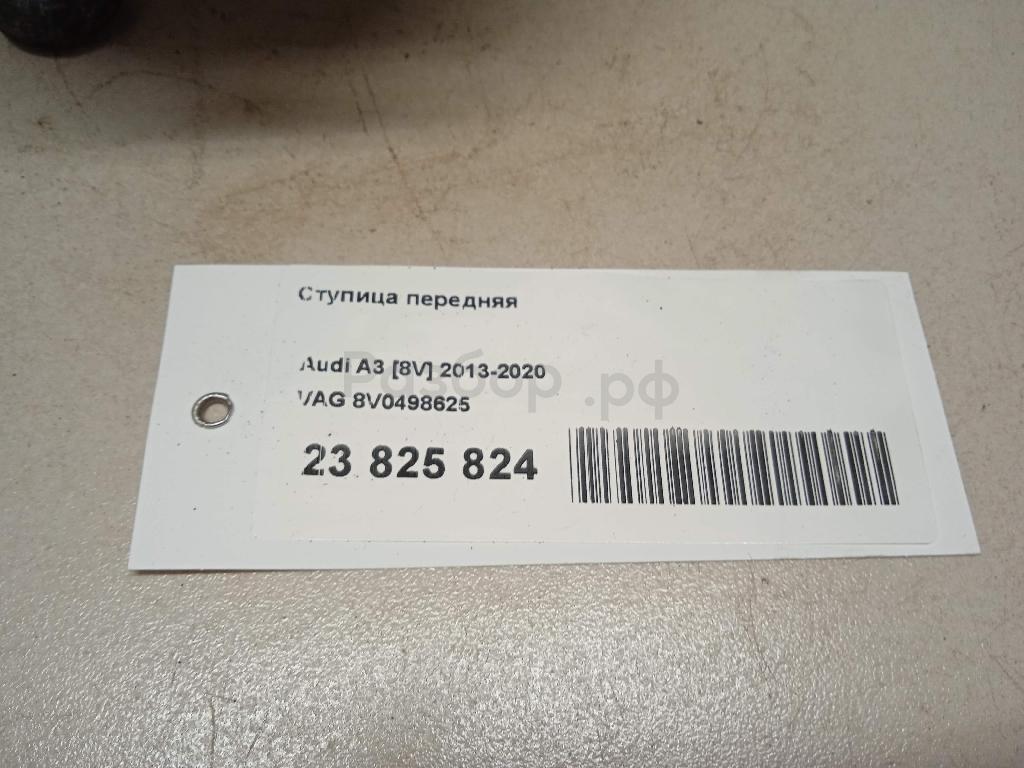 Ступица передняя
Audi A3 [8V] 2013-2020
Разбор.рф
VAG 8V0498625
23 825 824